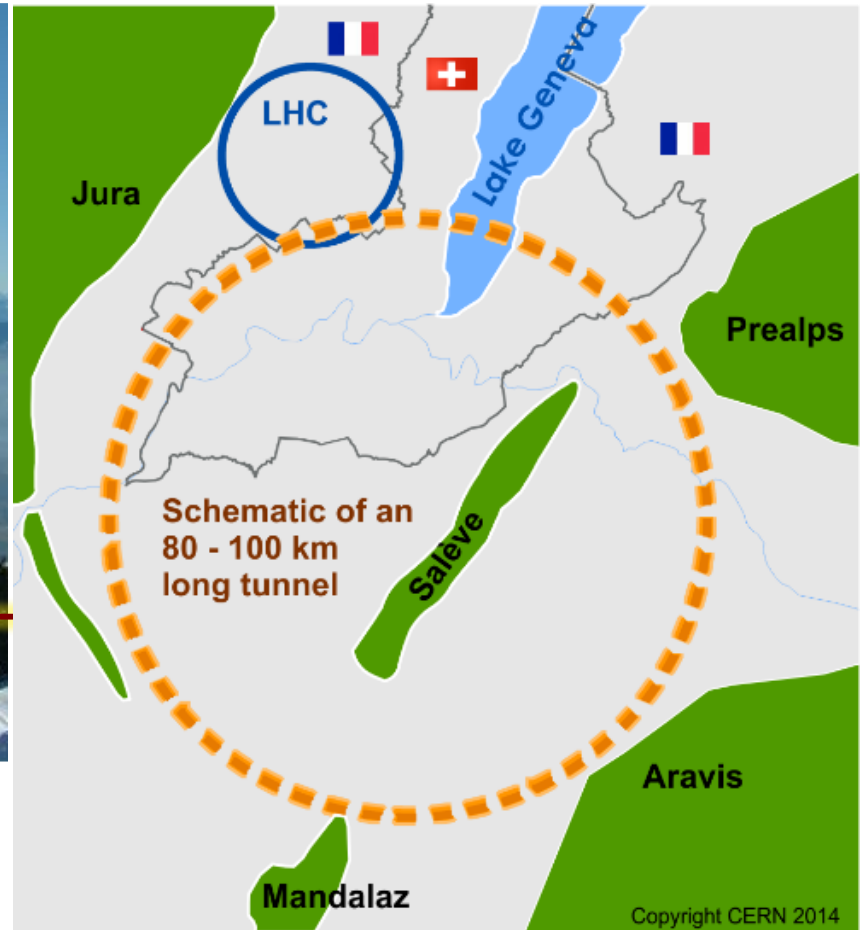 LHC
Lake Geneva
Jura
Prealps
Schematic of an
80 - 100 km
long tunnel
Salève
Aravis
Mandalaz
Copyright CERN 2014